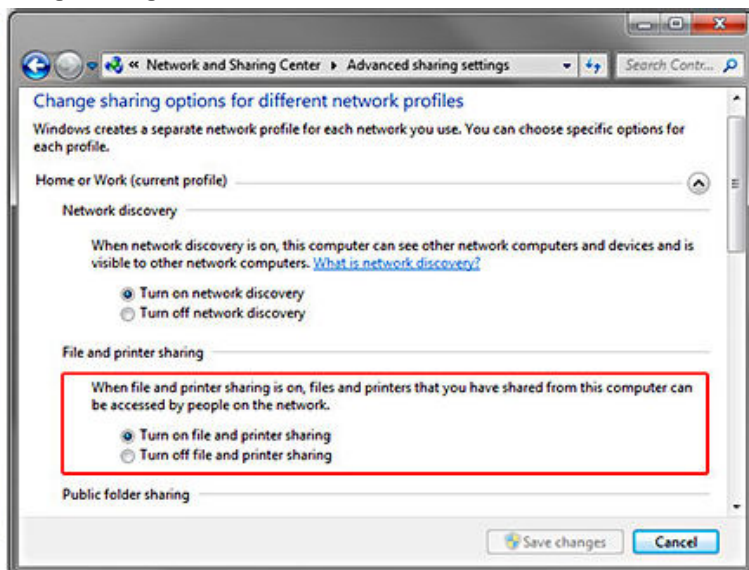 « Network and Sharing Center ▸ Advanced sharing settings
Search Contr...
Change sharing options for different network profiles
Windows creates a separate network profile for each network you use. You can choose specific options for
each profile.
Home or Work (current profile)
Network discovery
When network discovery is on, this computer can see other network computers and devices and is
visible to other network computers. What is network discovery?
Turn on network discovery
Turn off network discovery
File and printer sharing
When file and printer sharing is on, files and printers that you have shared from this computer can
be accessed by people on the network.
Turn on file and printer sharing
Turn off file and printer sharing
Public folder sharing
Save changes
Cancel